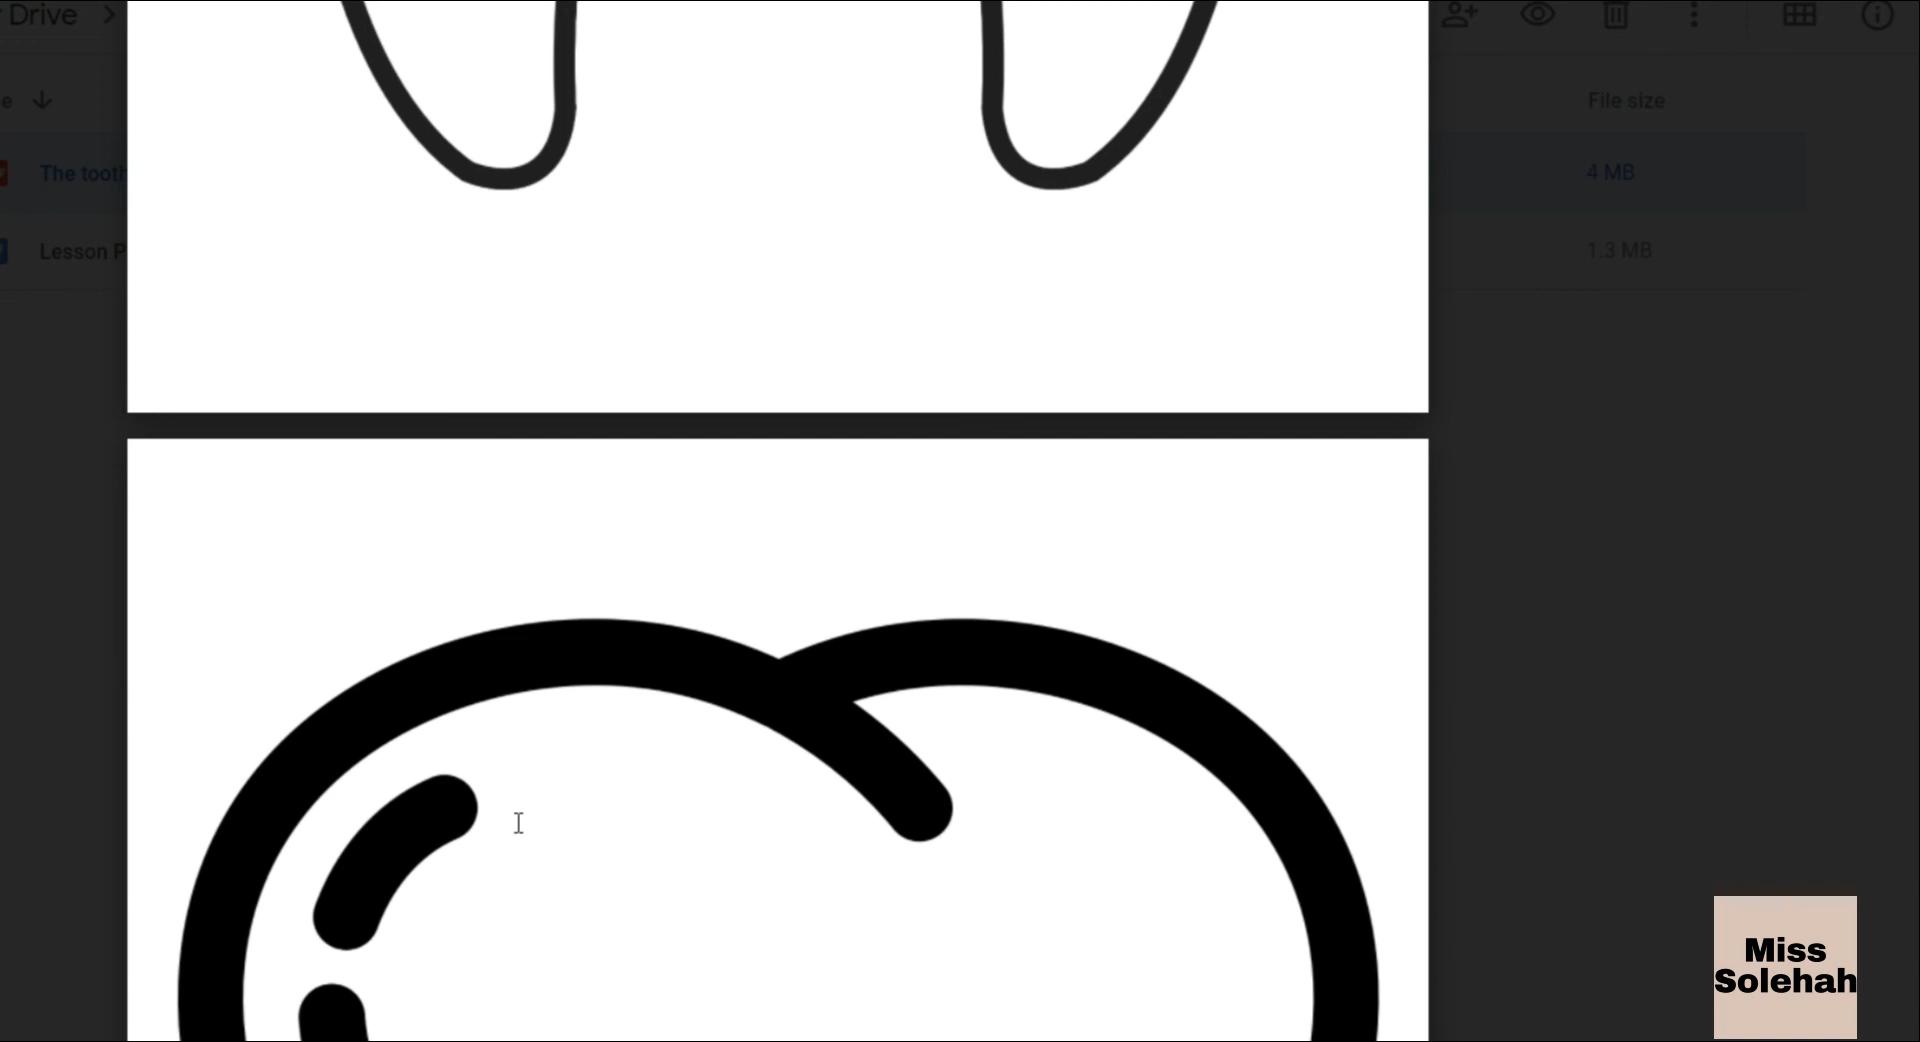 Drive
File size
The tooth
4 MB
Lesson P
1.3 MB
Miss
Solehah